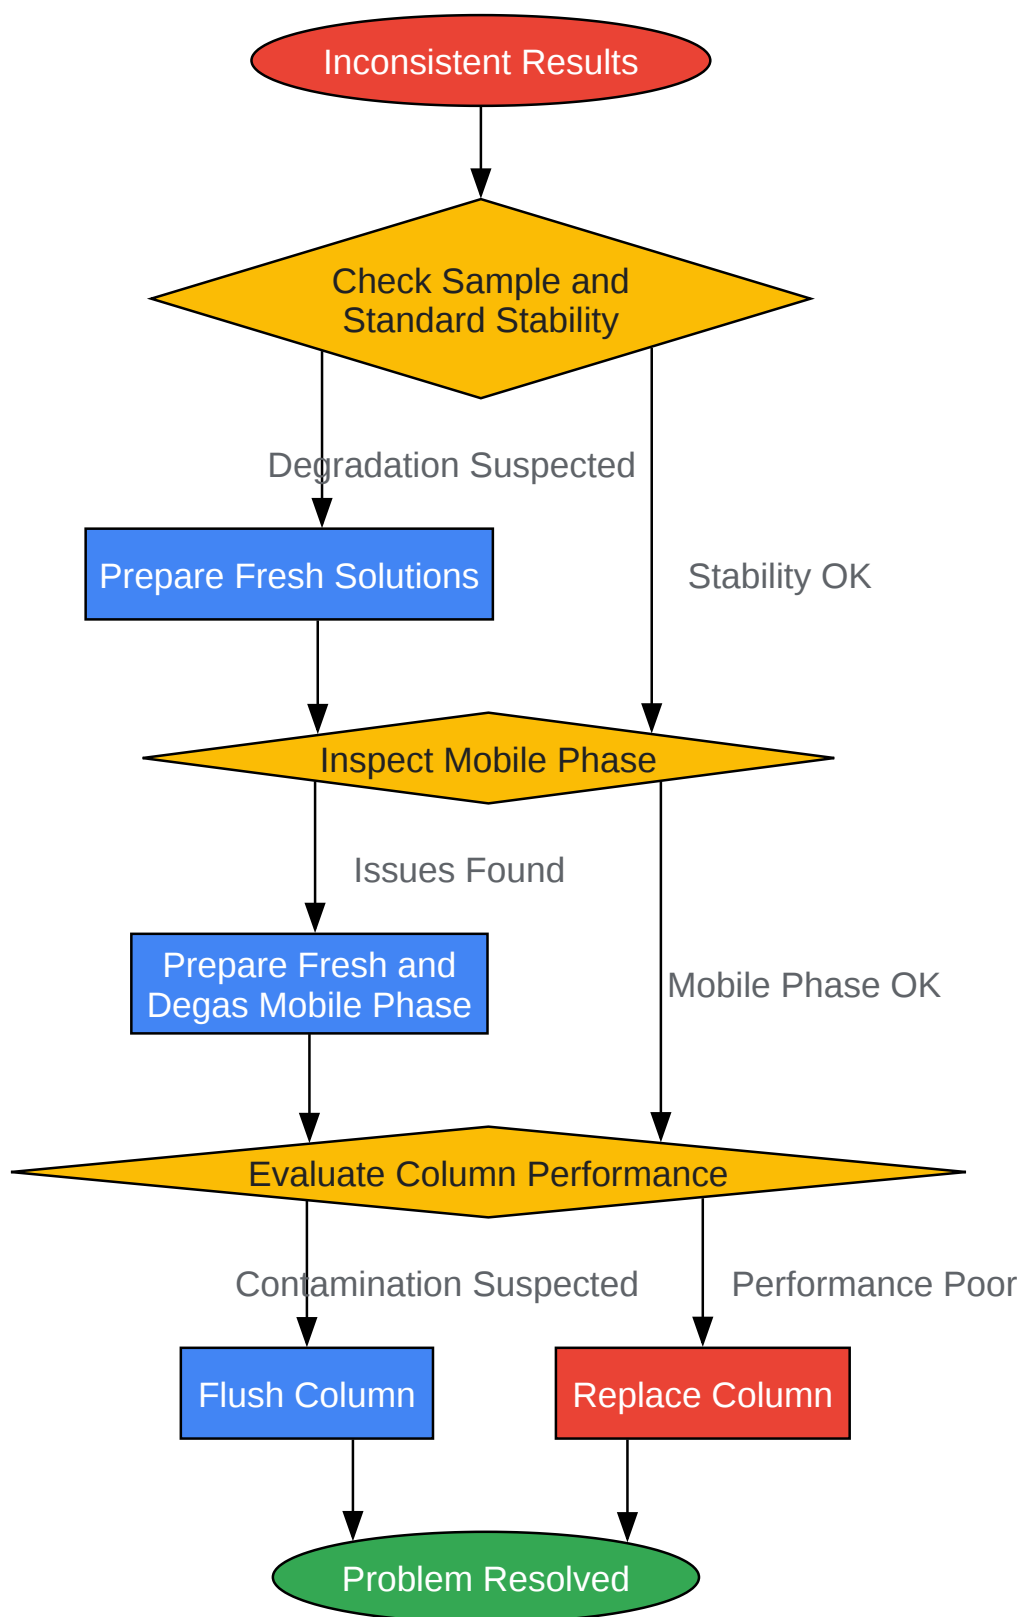 Inconsistent Results
Check Sample and
Standard Stability
Degradation Suspected
Prepare Fresh Solutions
Stability OK
Inspect Mobile Phase
Issues Found
Prepare Fresh and
Degas Mobile Phase
Mobile Phase OK
Evaluate Column Performance
Contamination Suspected
Performance Poor
Flush Column
Replace Column
Problem Resolved